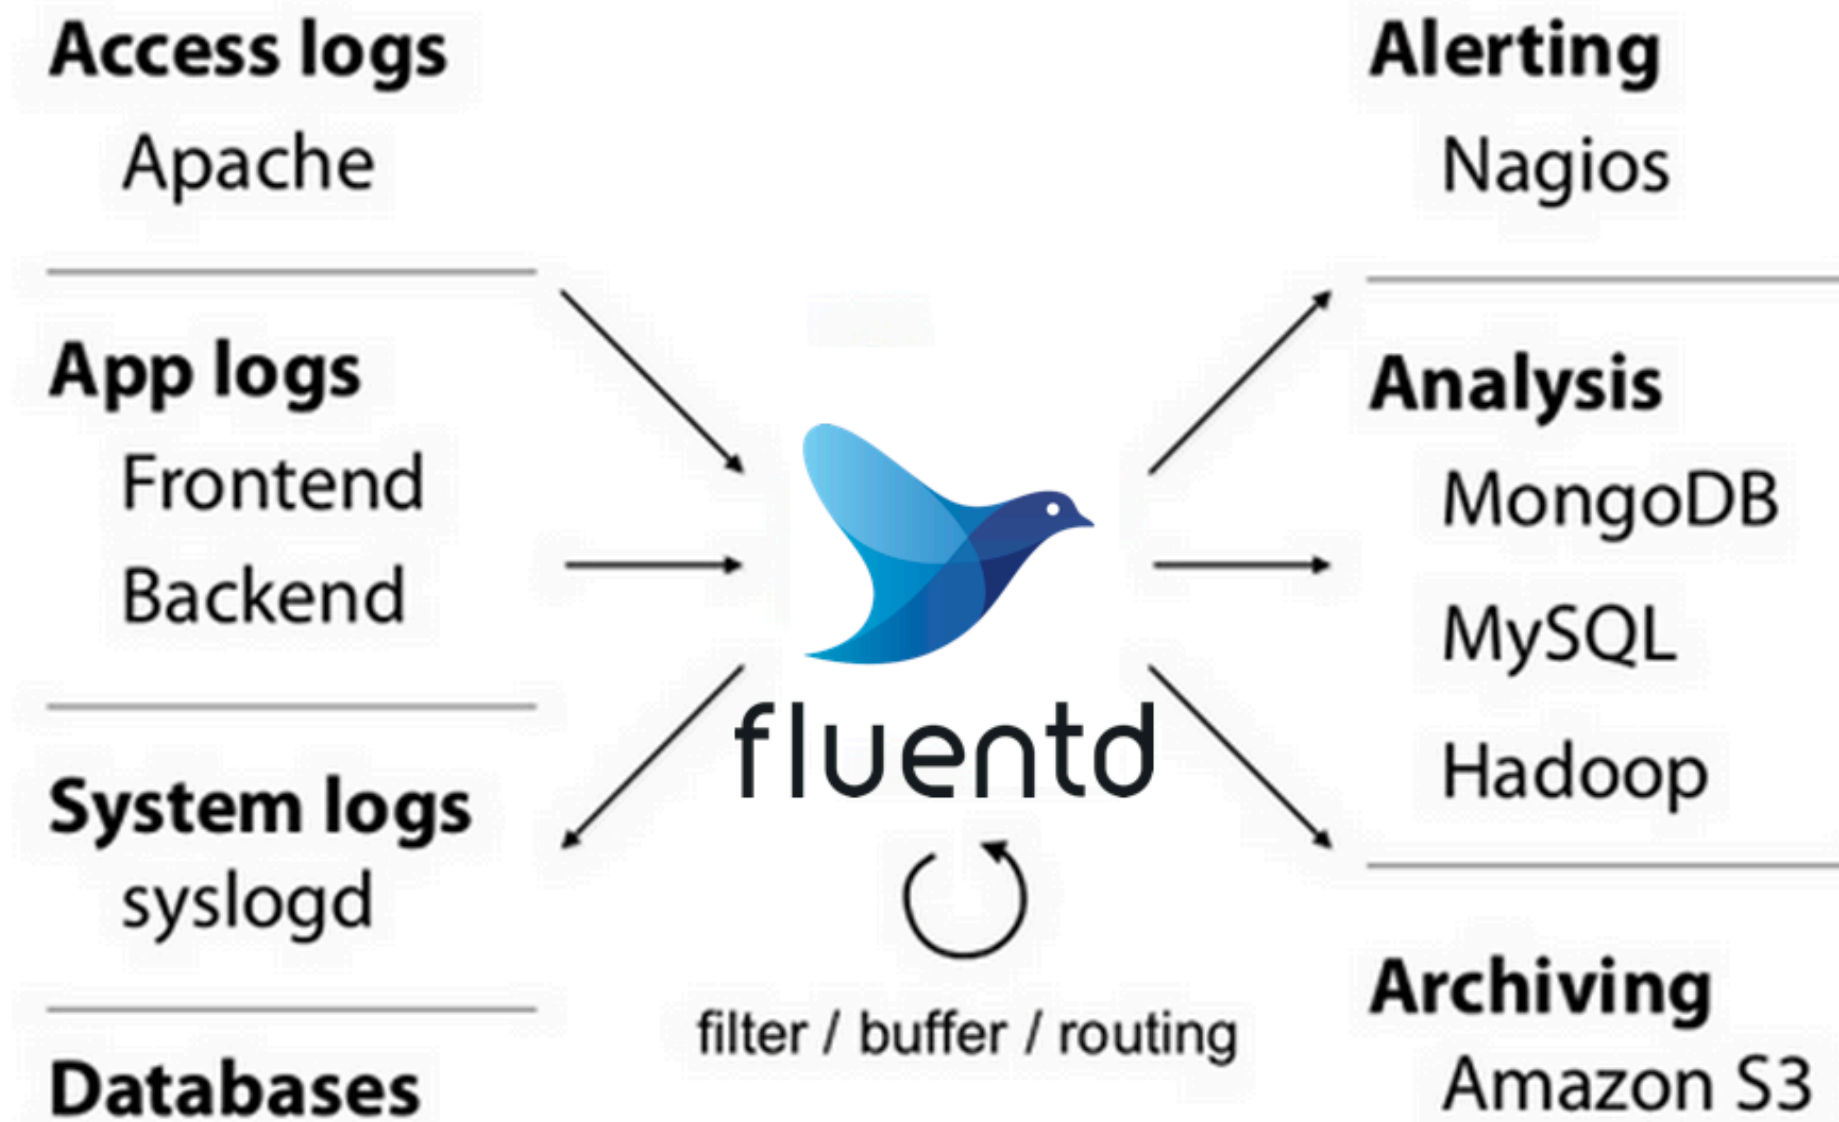 Access logs
Apache
App logs
Frontend
Backend
System logs
syslogd
Databases
fluentd
filter / buffer / routing
Alerting
Nagios
Analysis
MongoDB
MySQL
Hadoop
Archiving
Amazon S3